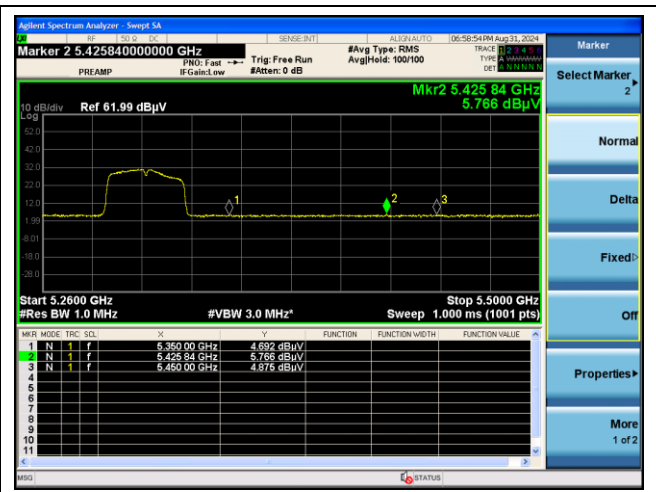 Agilent Spectrum Analyzer - Swept SA
RF 50 Ω DC SENSE:INT ALIGN AUTO 06:58:54 PM Aug 31, 2024
Marker 2 5.425840000000 GHz
PREAMP
PNO: Fast
IFGain:Low
Trig: Free Run
#Atten: 0 dB
#Avg Type: RMS
Avg|Hold: 100/100
TRACE 1 2 3 4 5 6
TYPE A
DET A N N N N N
Marker
Select Marker
2
Normal
Delta
Fixed
Off
Properties
More
1 of 2
Mkr2 5.425 84 GHz
5.766 dBµV
10 dB/div Ref 61.99 dBµV
Log
52.0
42.0
32.0
22.0
12.0
1.99
-8.01
-18.0
-28.0
1
2
3
Start 5.2600 GHz Stop 5.5000 GHz
#Res BW 1.0 MHz #VBW 3.0 MHz* Sweep 1.000 ms (1001 pts)
MKR MODE TRC SCL X Y FUNCTION FUNCTION WIDTH FUNCTION VALUE
1 N 1 f 5.350 00 GHz 4.692 dBµV
2 N 1 f 5.425 84 GHz 5.766 dBµV
3 N 1 f 5.450 00 GHz 4.875 dBµV
4
5
6
7
8
9
10
11
MSG STATUS